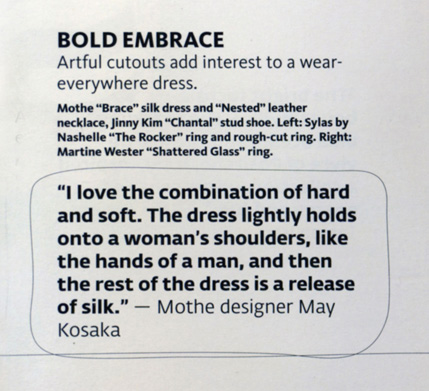 BOLD EMBRACE
Artful cutouts add interest to a wear-
everywhere dress.
Mothe “Brace” silk dress and “Nested” leather
necklace, Jinny Kim “Chantal” stud shoe. Left: Sylas by
Nashelle “The Rocker” ring and rough-cut ring. Right:
Martine Wester “Shattered Glass” ring.
“I love the combination of hard
and soft. The dress lightly holds
onto a woman’s shoulders, like
the hands of a man, and then
the rest of the dress is a release
of silk.” — Mothe designer May
Kosaka